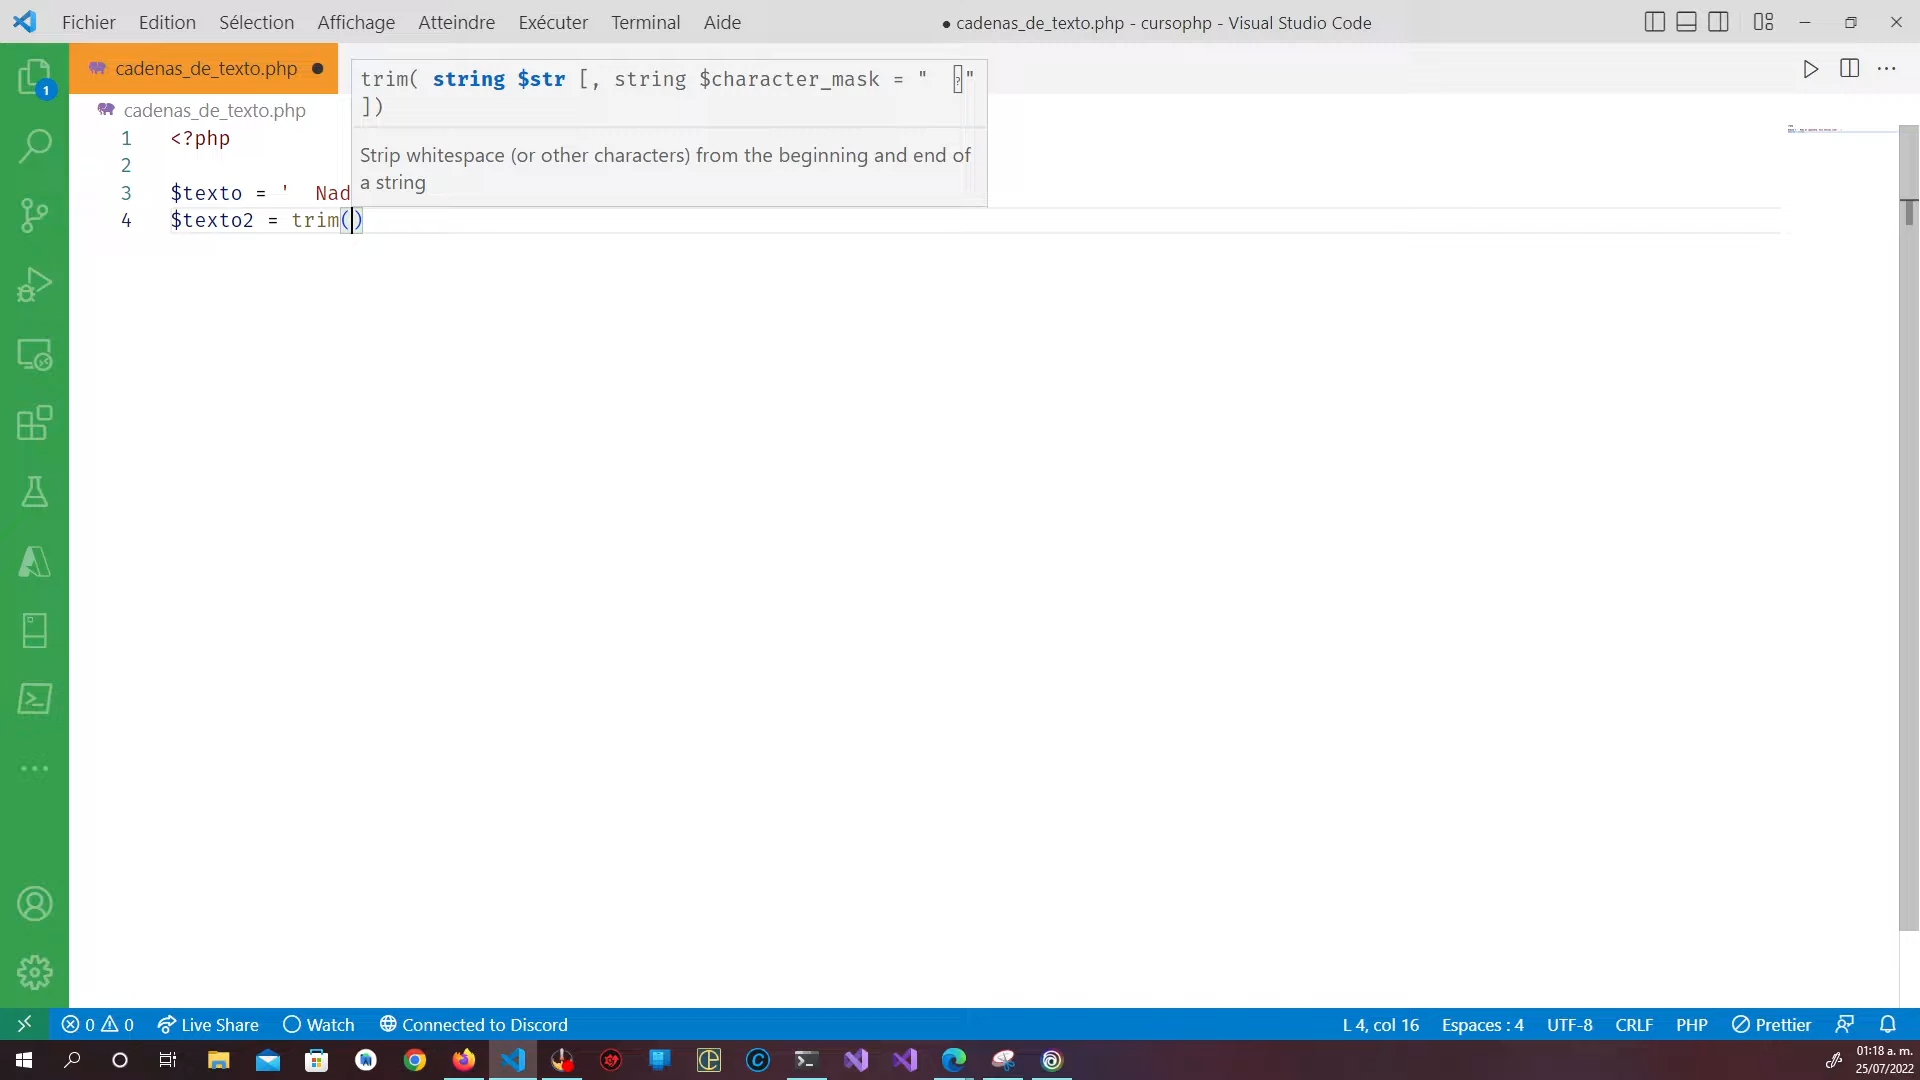 Fichier Edition Sélection Affichage Atteindre Exécuter Terminal Aide
● cadenas_de_texto.php - cursophp - Visual Studio Code
cadenas_de_texto.php
cadenas_de_texto.php
trim( string $str [, string $character_mask = " ?"
])
Strip whitespace (or other characters) from the beginning and end of
a string
1 <?php
2
3 $texto = '  Nad
4 $texto2 = trim()
1
0 0 Live Share Watch Connected to Discord
L 4, col 16 Espaces : 4 UTF-8 CRLF PHP Prettier
01:18 a. m.
25/07/2022